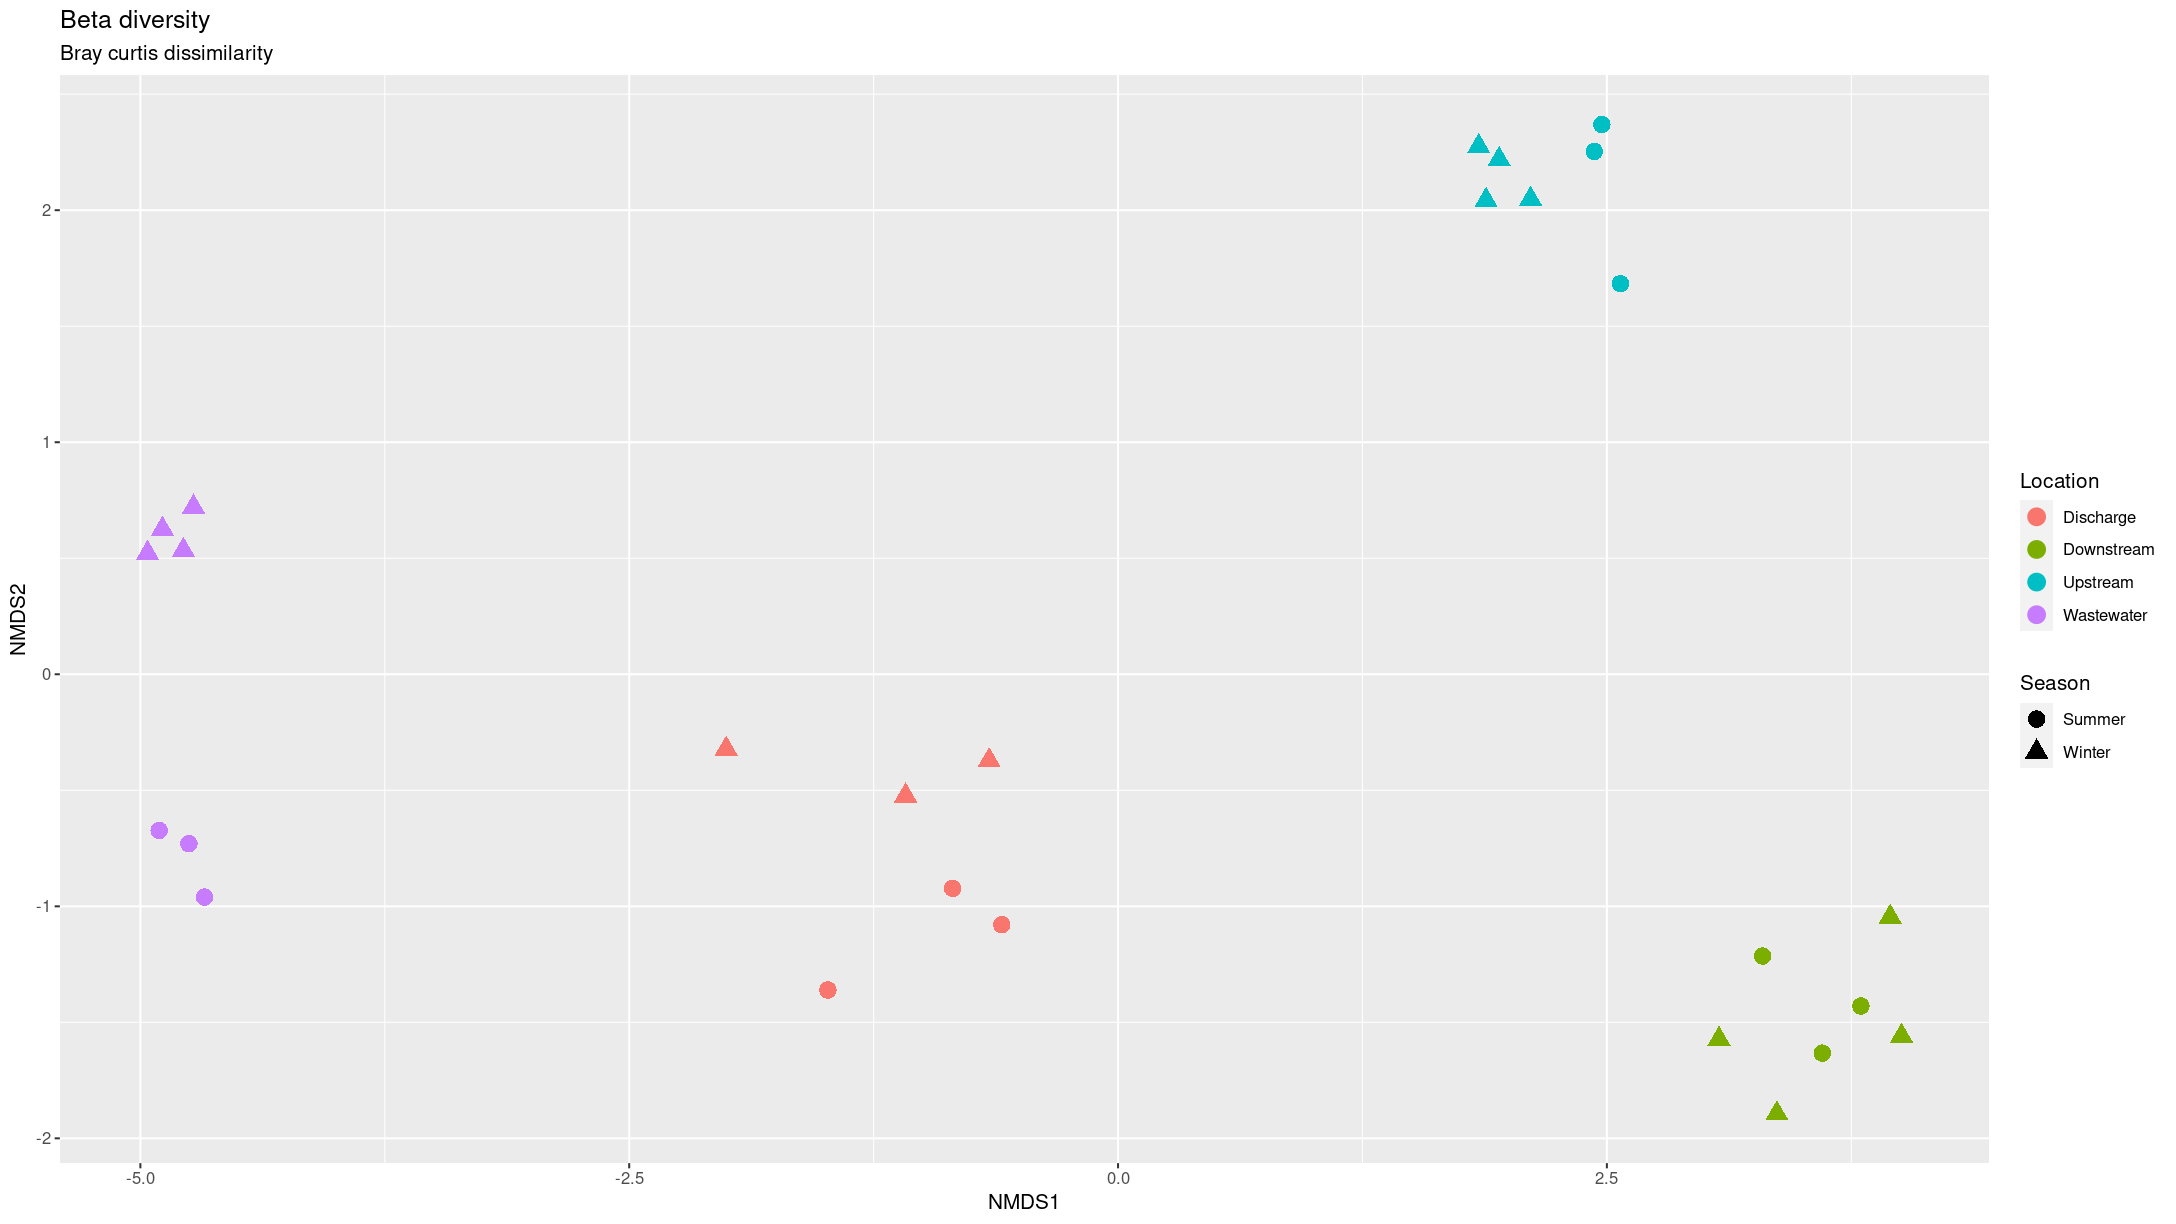 Beta diversity
Bray curtis dissimilarity
2
1
0
-1
-2
NMDS2
-5.0
-2.5
0.0
2.5
NMDS1
Location
Discharge
Downstream
Upstream
Wastewater
Season
Summer
Winter